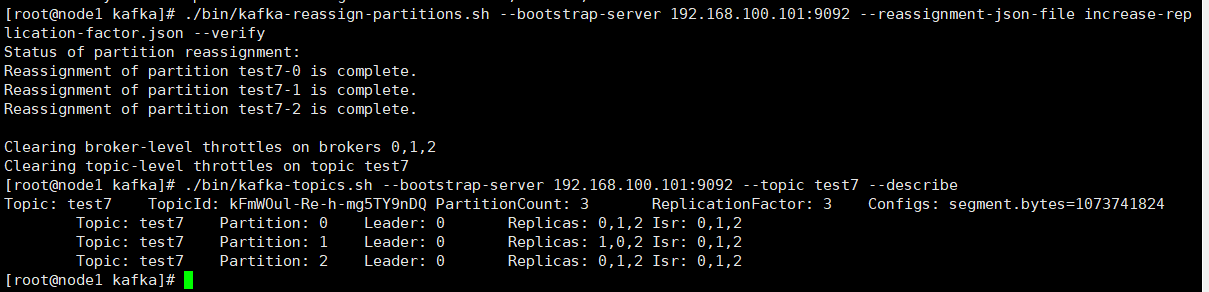 [root@node1 kafka]# ./bin/kafka-reassign-partitions.sh --bootstrap-server 192.168.100.101:9092 --reassignment-json-file increase-rep
lication-factor.json --verify
Status of partition reassignment:
Reassignment of partition test7-0 is complete.
Reassignment of partition test7-1 is complete.
Reassignment of partition test7-2 is complete.

Clearing broker-level throttles on brokers 0,1,2
Clearing topic-level throttles on topic test7
[root@node1 kafka]# ./bin/kafka-topics.sh --bootstrap-server 192.168.100.101:9092 --topic test7 --describe
Topic: test7    TopicId: kFmWOul-Re-h-mg5TY9nDQ PartitionCount: 3       ReplicationFactor: 3    Configs: segment.bytes=1073741824
        Topic: test7    Partition: 0    Leader: 0       Replicas: 0,1,2 Isr: 0,1,2
        Topic: test7    Partition: 1    Leader: 0       Replicas: 1,0,2 Isr: 0,1,2
        Topic: test7    Partition: 2    Leader: 0       Replicas: 0,1,2 Isr: 0,1,2
[root@node1 kafka]#